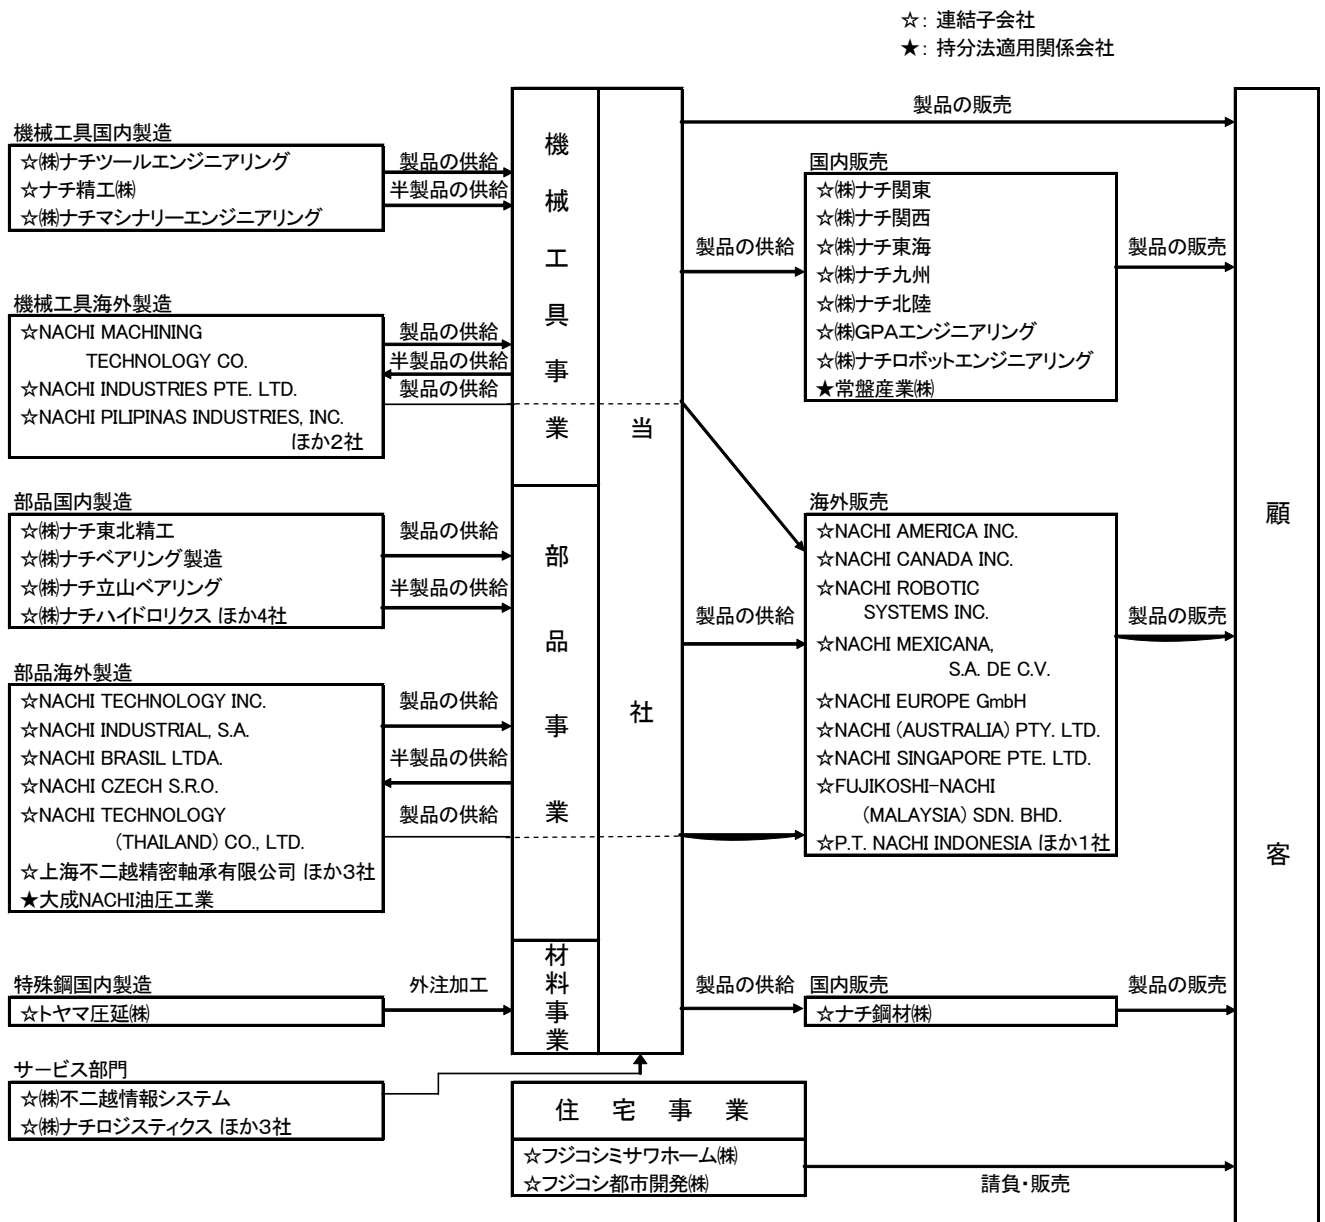 ☆：連結子会社
★：持分法適用関係会社
機械工具国内製造
☆㈱ナチツールエンジニアリング
☆ナチ精工㈱
☆㈱ナチマシナリーエンジニアリング
製品の供給
半製品の供給
機械工具海外製造
☆NACHI MACHINING
TECHNOLOGY CO.
☆NACHI INDUSTRIES PTE. LTD.
☆NACHI PILIPINAS INDUSTRIES, INC.
ほか2社
製品の供給
半製品の供給
製品の供給
部品国内製造
☆㈱ナチ東北精工
☆㈱ナチベアリング製造
☆㈱ナチ立山ベアリング
☆㈱ナチハイドロリクス ほか4社
製品の供給
半製品の供給
部品海外製造
☆NACHI TECHNOLOGY INC.
☆NACHI INDUSTRIAL, S.A.
☆NACHI BRASIL LTDA.
☆NACHI CZECH S.R.O.
☆NACHI TECHNOLOGY
(THAILAND) CO., LTD.
☆上海不二越精密軸承有限公司 ほか3社
★大成NACHI油圧工業
製品の供給
半製品の供給
製品の供給
特殊鋼国内製造
☆トヤマ圧延㈱
外注加工
サービス部門
☆㈱不二越情報システム
☆㈱ナチロジスティクス ほか3社
機械工具事業
部品事業
材料事業
当社
住宅事業
☆フジコシミサワホーム㈱
☆フジコシ都市開発㈱
製品の販売
製品の供給
国内販売
☆㈱ナチ関東
☆㈱ナチ関西
☆㈱ナチ東海
☆㈱ナチ九州
☆㈱ナチ北陸
☆㈱GPAエンジニアリング
☆㈱ナチロボットエンジニアリング
★常盤産業㈱
製品の販売
製品の供給
海外販売
☆NACHI AMERICA INC.
☆NACHI CANADA INC.
☆NACHI ROBOTIC
SYSTEMS INC.
☆NACHI MEXICANA,
S.A. DE C.V.
☆NACHI EUROPE GmbH
☆NACHI (AUSTRALIA) PTY. LTD.
☆NACHI SINGAPORE PTE. LTD.
☆FUJIKOSHI-NACHI
(MALAYSIA) SDN. BHD.
☆P.T. NACHI INDONESIA ほか1社
製品の販売
製品の供給
国内販売
☆ナチ鋼材㈱
製品の販売
請負・販売
顧客